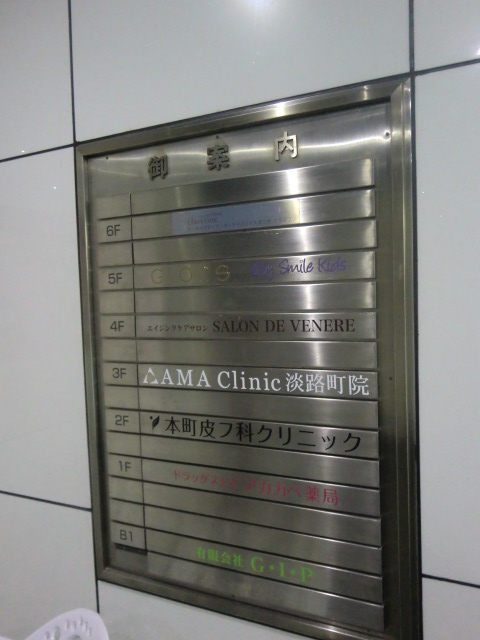 御案内
6F
5F GOTS Big Smile Kids
4F エイジングケアサロン SALON DE VENERE
3F AMA Clinic 淡路町院
2F 本町皮フ科クリニック
1F ドラッグストア アカカベ薬局
B1
有限会社 G・I・P